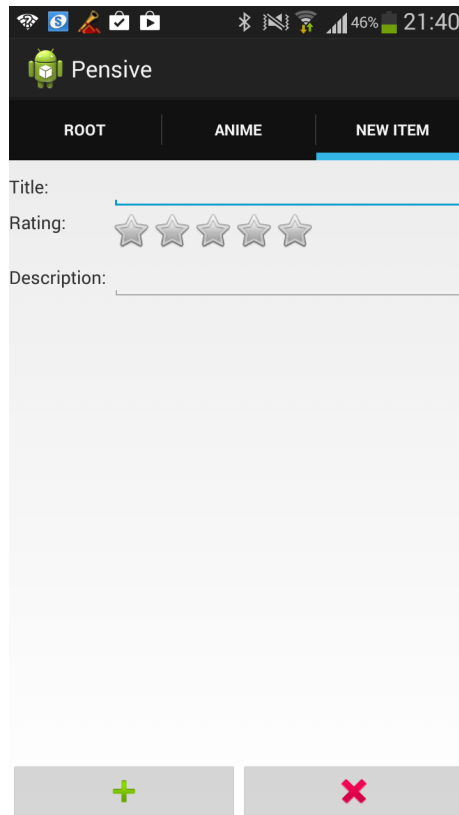 46% 21:40
Pensive
ROOT ANIME NEW ITEM
Title:
Rating:
Description: